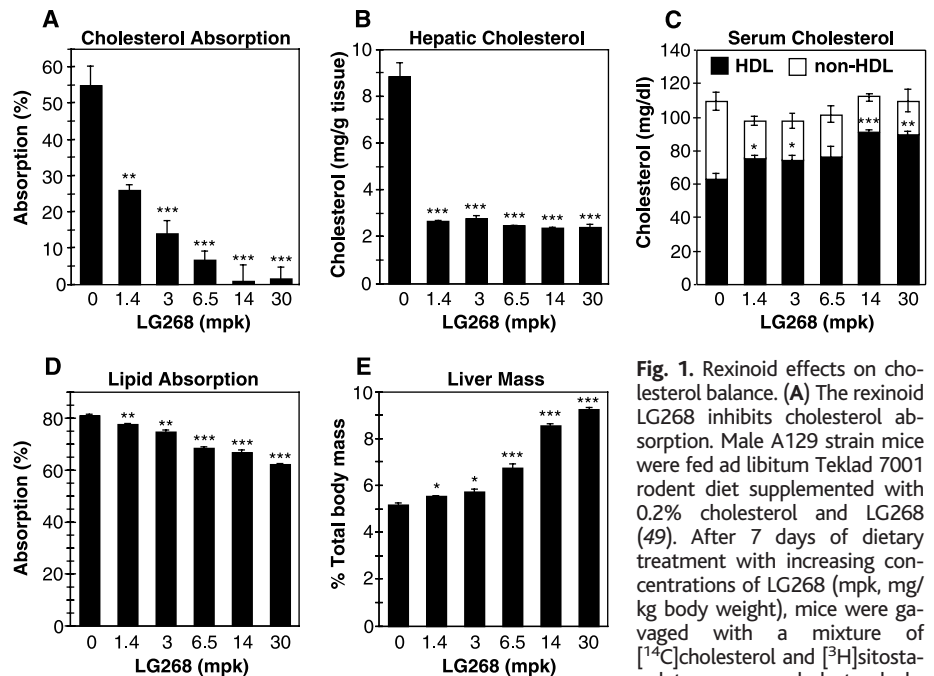 A
Cholesterol Absorption
Absorption (%)
60
50
40
30
20
10
0
**
***
***
***
***
0 1.4 3 6.5 14 30
LG268 (mpk)
B
Hepatic Cholesterol
Cholesterol (mg/g tissue)
10
8
6
4
2
0
***
***
***
***
***
0 1.4 3 6.5 14 30
LG268 (mpk)
C
Serum Cholesterol
Cholesterol (mg/dl)
140
120
100
80
60
40
20
0
HDL non-HDL
*
*
***
**
0 1.4 3 6.5 14 30
LG268 (mpk)
D
Lipid Absorption
Absorption (%)
80
60
40
20
0
**
**
***
***
***
0 1.4 3 6.5 14 30
LG268 (mpk)
E
Liver Mass
% Total body mass
10
8
6
4
2
0
*
*
***
***
***
0 1.4 3 6.5 14 30
LG268 (mpk)
Fig. 1. Rexinoid effects on cho-
lesterol balance. (A) The rexinoid
LG268 inhibits cholesterol ab-
sorption. Male A129 strain mice
were fed ad libitum Teklad 7001
rodent diet supplemented with
0.2% cholesterol and LG268
(49). After 7 days of dietary
treatment with increasing con-
centrations of LG268 (mpk, mg/
kg body weight), mice were ga-
vaged with a mixture of
[¹⁴C]cholesterol and [³H]sitosta-